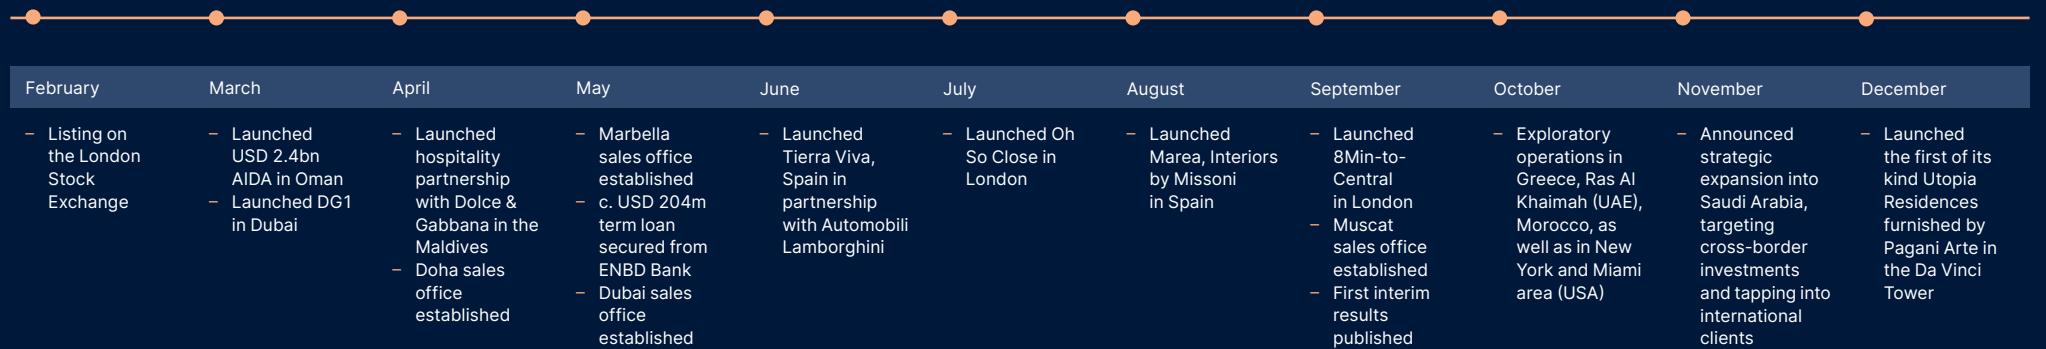 February
– Listing on
the London
Stock
Exchange
March
– Launched
USD 2.4bn
AIDA in Oman
– Launched DG1
in Dubai
April
– Launched
hospitality
partnership
with Dolce &
Gabbana in the
Maldives
– Doha sales
office
established
May
– Marbella
sales office
established
– c. USD 204m
term loan
secured from
ENBD Bank
– Dubai sales
office
established
June
– Launched
Tierra Viva,
Spain in
partnership
with Automobili
Lamborghini
July
– Launched Oh
So Close in
London
August
– Launched
Marea, Interiors
by Missoni
in Spain
September
– Launched
8Min-to-
Central
in London
– Muscat
sales office
established
– First interim
results
published
October
– Exploratory
operations in
Greece, Ras Al
Khaimah (UAE),
Morocco, as
well as in New
York and Miami
area (USA)
November
– Announced
strategic
expansion into
Saudi Arabia,
targeting
cross-border
investments
and tapping into
international
clients
December
– Launched
the first of its
kind Utopia
Residences
furnished by
Pagani Arte in
the Da Vinci
Tower